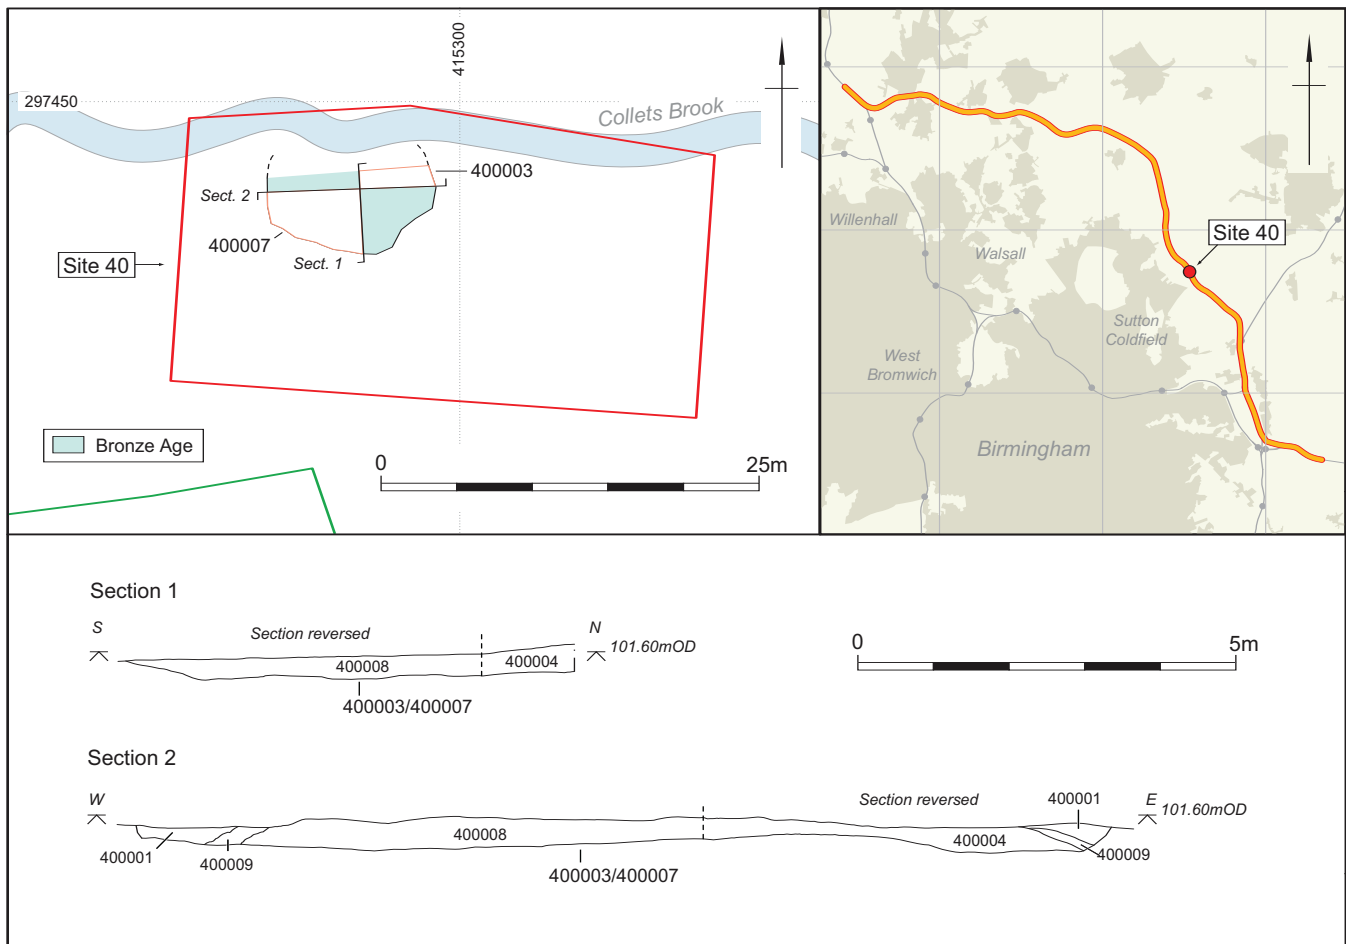 415300
297450
Collets Brook
400003
Sect. 2
400007
Sect. 1
Site 40
Bronze Age
0
25m
Willenhall
Walsall
Site 40
Sutton
Coldfield
West
Bromwich
Birmingham
Section 1
S
Section reversed
N
101.60mOD
400008
400004
400003/400007
0
5m
Section 2
W
Section reversed
400001
E
101.60mOD
400008
400004
400001
400009
400009
400003/400007